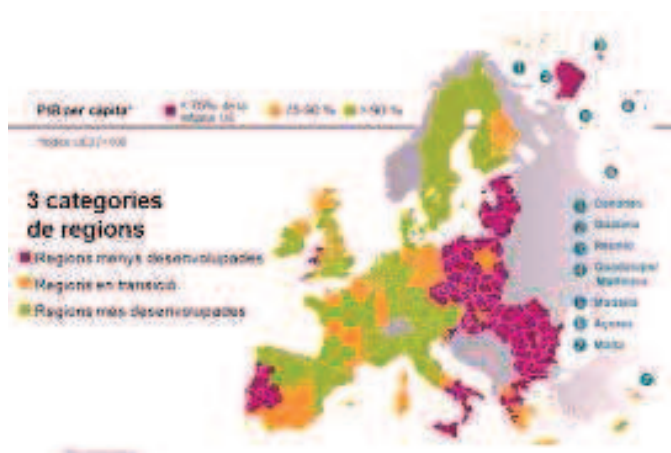 PIB per càpita* < 75% de la mitjana UE 75-90 % > 90 %
3 categories
de regions
Regions menys desenvolupades
Regions en transició
Regions més desenvolupades
Canàries
Guaiana
Reunió
Guadalupe/
Martinica
Madeira
Açores
Malta